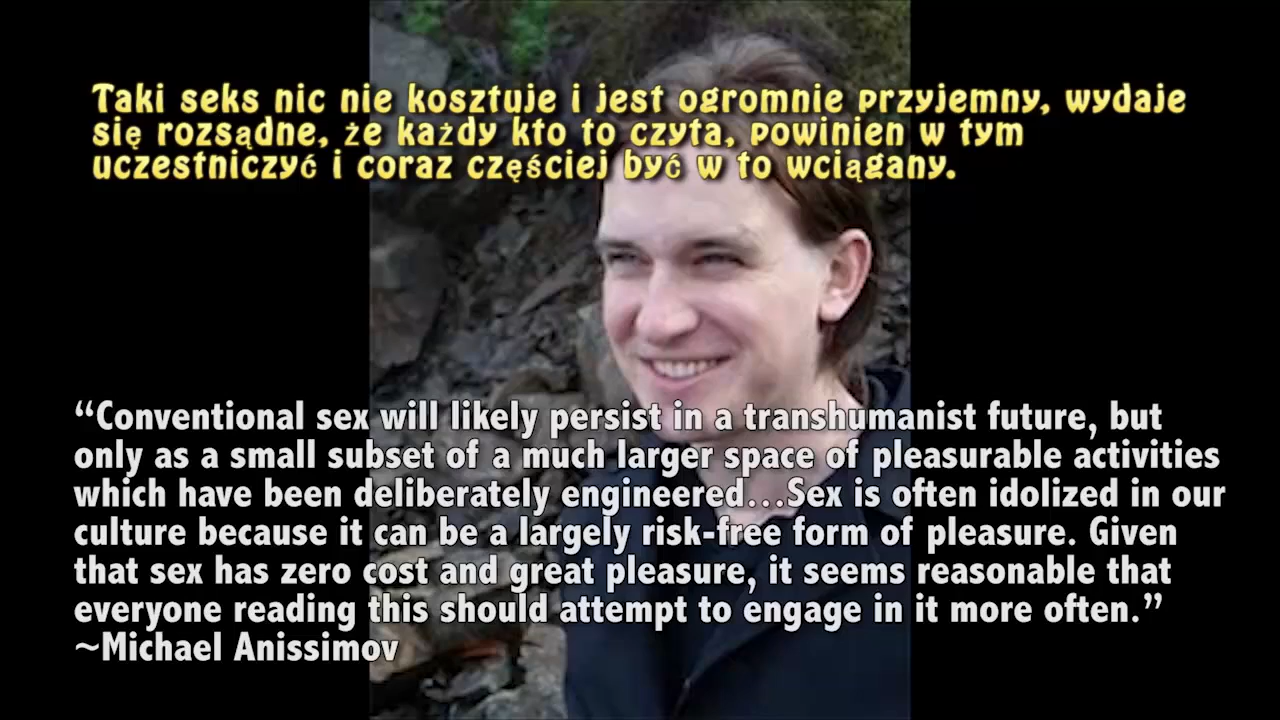 Taki seks nic nie kosztuje i jest ogromnie przyjemny, wydaje
się rozsądne, że każdy kto to czyta, powinien w tym
uczestniczyć i coraz częściej być w to wciągany.
“Conventional sex will likely persist in a transhumanist future, but
only as a small subset of a much larger space of pleasurable activities
which have been deliberately engineered...Sex is often idolized in our
culture because it can be a largely risk-free form of pleasure. Given
that sex has zero cost and great pleasure, it seems reasonable that
everyone reading this should attempt to engage in it more often.”
~Michael Anissimov